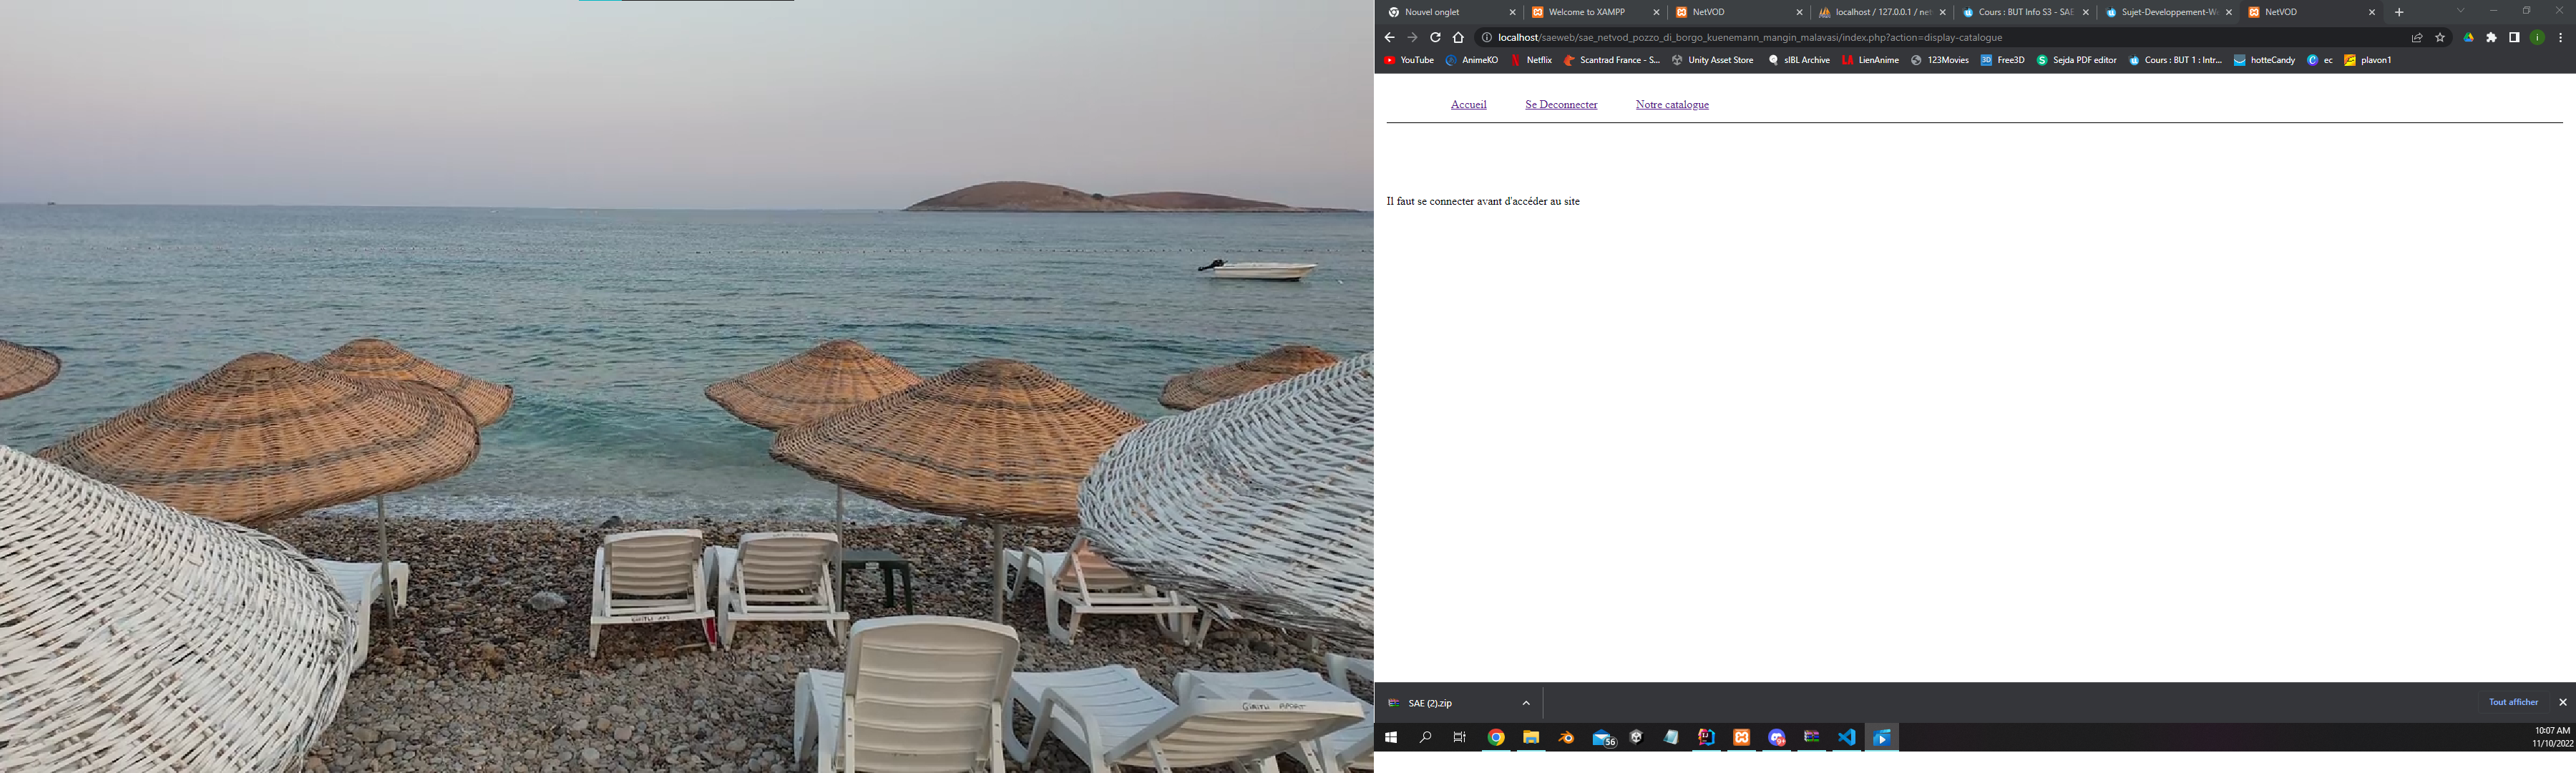 Nouvel onglet
Welcome to XAMPP
NetVOD
localhost / 127.0.0.1 / net
Cours : BUT Info S3 - SAE
Sujet-Developpement-We
NetVOD
localhost/saeweb/sae_netvod_pozzo_di_borgo_kuenemann_mangin_malavasi/index.php?action=display-catalogue
i
YouTube
AnimeKO
Netflix
Scantrad France - S...
Unity Asset Store
sIBL Archive
LienAnime
123Movies
Free3D
Sejda PDF editor
Cours : BUT 1 : Intr...
hotteCandy
ec
plavon1
Accueil
Se Deconnecter
Notre catalogue
Il faut se connecter avant d'accéder au site
SAE (2).zip
Tout afficher
56
10:07 AM
11/10/2022